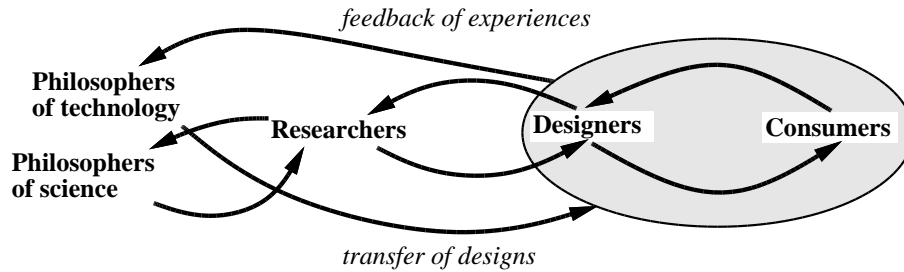 feedback of experiences
Philosophers
of technology
Researchers
Designers
Consumers
Philosophers
of science
transfer of designs